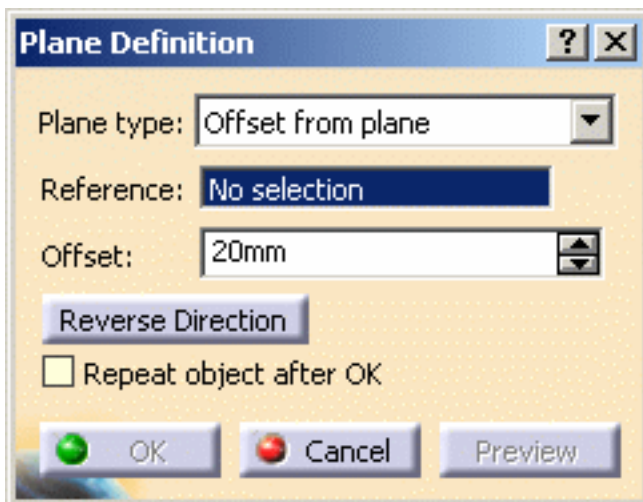 Plane Definition ? X
Plane type: Offset from plane
Reference: No selection
Offset: 20mm
Reverse Direction
Repeat object after OK
OK Cancel Preview